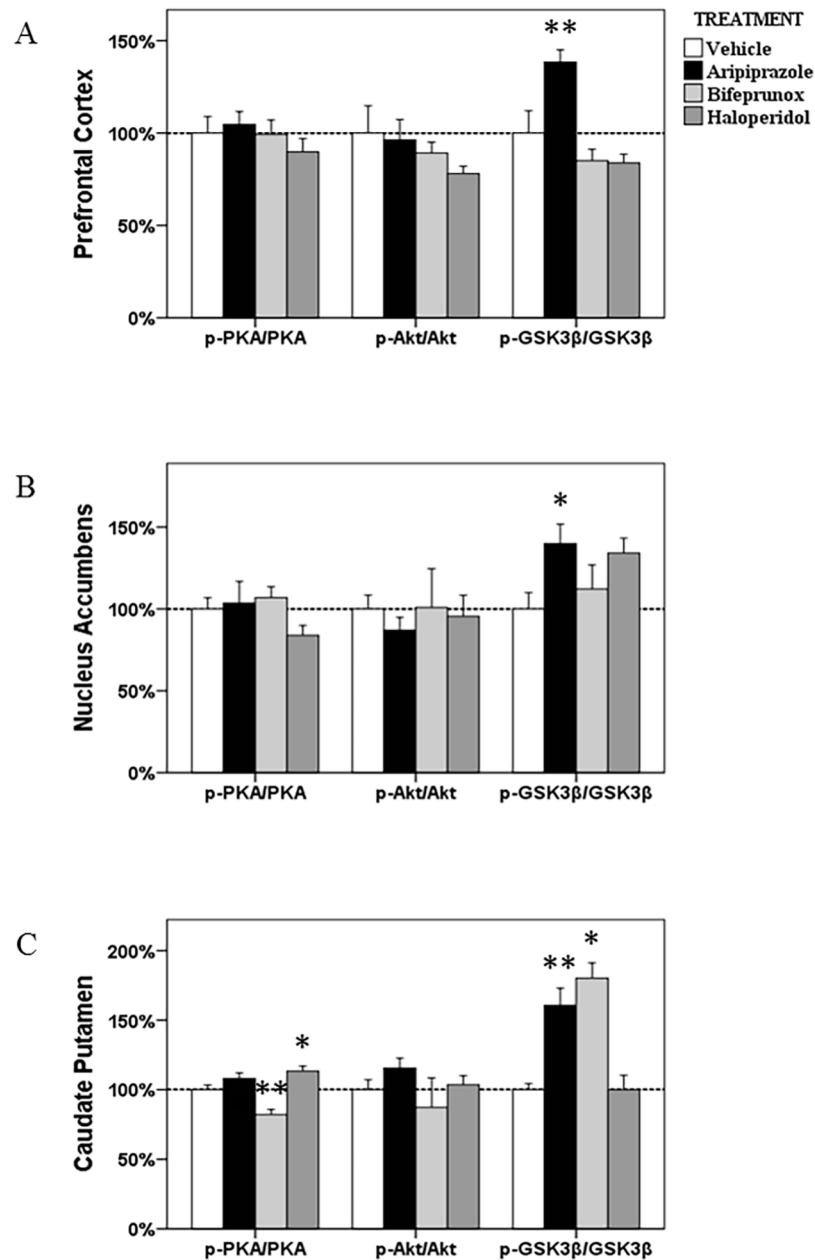 A
TREATMENT
Vehicle
Aripiprazole
Bifeprunox
Haloperidol
Prefrontal Cortex
150%
100%
50%
0%
**
p-PKA/PKA p-Akt/Akt p-GSK3β/GSK3β
B
Nucleus Accumbens
150%
100%
50%
0%
*
p-PKA/PKA p-Akt/Akt p-GSK3β/GSK3β
C
Caudate Putamen
200%
150%
100%
50%
0%
** * ** *
p-PKA/PKA p-Akt/Akt p-GSK3β/GSK3β